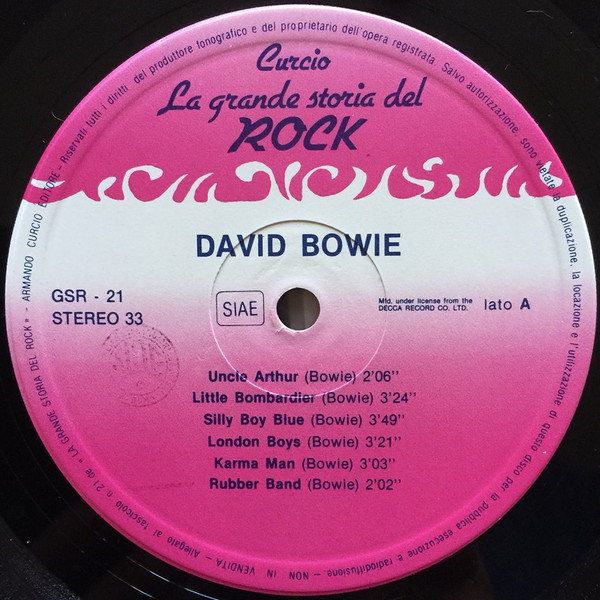 Curcio
La grande storia del
ROCK
DAVID BOWIE
GSR - 21
STEREO 33
SIAE
Mfd. under license from the
DECCA RECORD CO. LTD.
lato A
Uncle Arthur (Bowie) 2'06''
Little Bombardier (Bowie) 3'24''
Silly Boy Blue (Bowie) 3'49''
London Boys (Bowie) 3'21''
Karma Man (Bowie) 3'03''
Rubber Band (Bowie) 2'02''
Allegato al fascicolo n. 21 de « LA GRANDE STORIA DEL ROCK » - ARMANDO CURCIO EDITORE - Riservati tutti i diritti del produttore fonografico e del proprietario dell'opera registrata. Salvo autorizzazione, sono vietate la duplicazione, la locazione e l'utilizzazione di questo disco per la pubblica esecuzione e radiodiffusione - NON IN VENDITA -